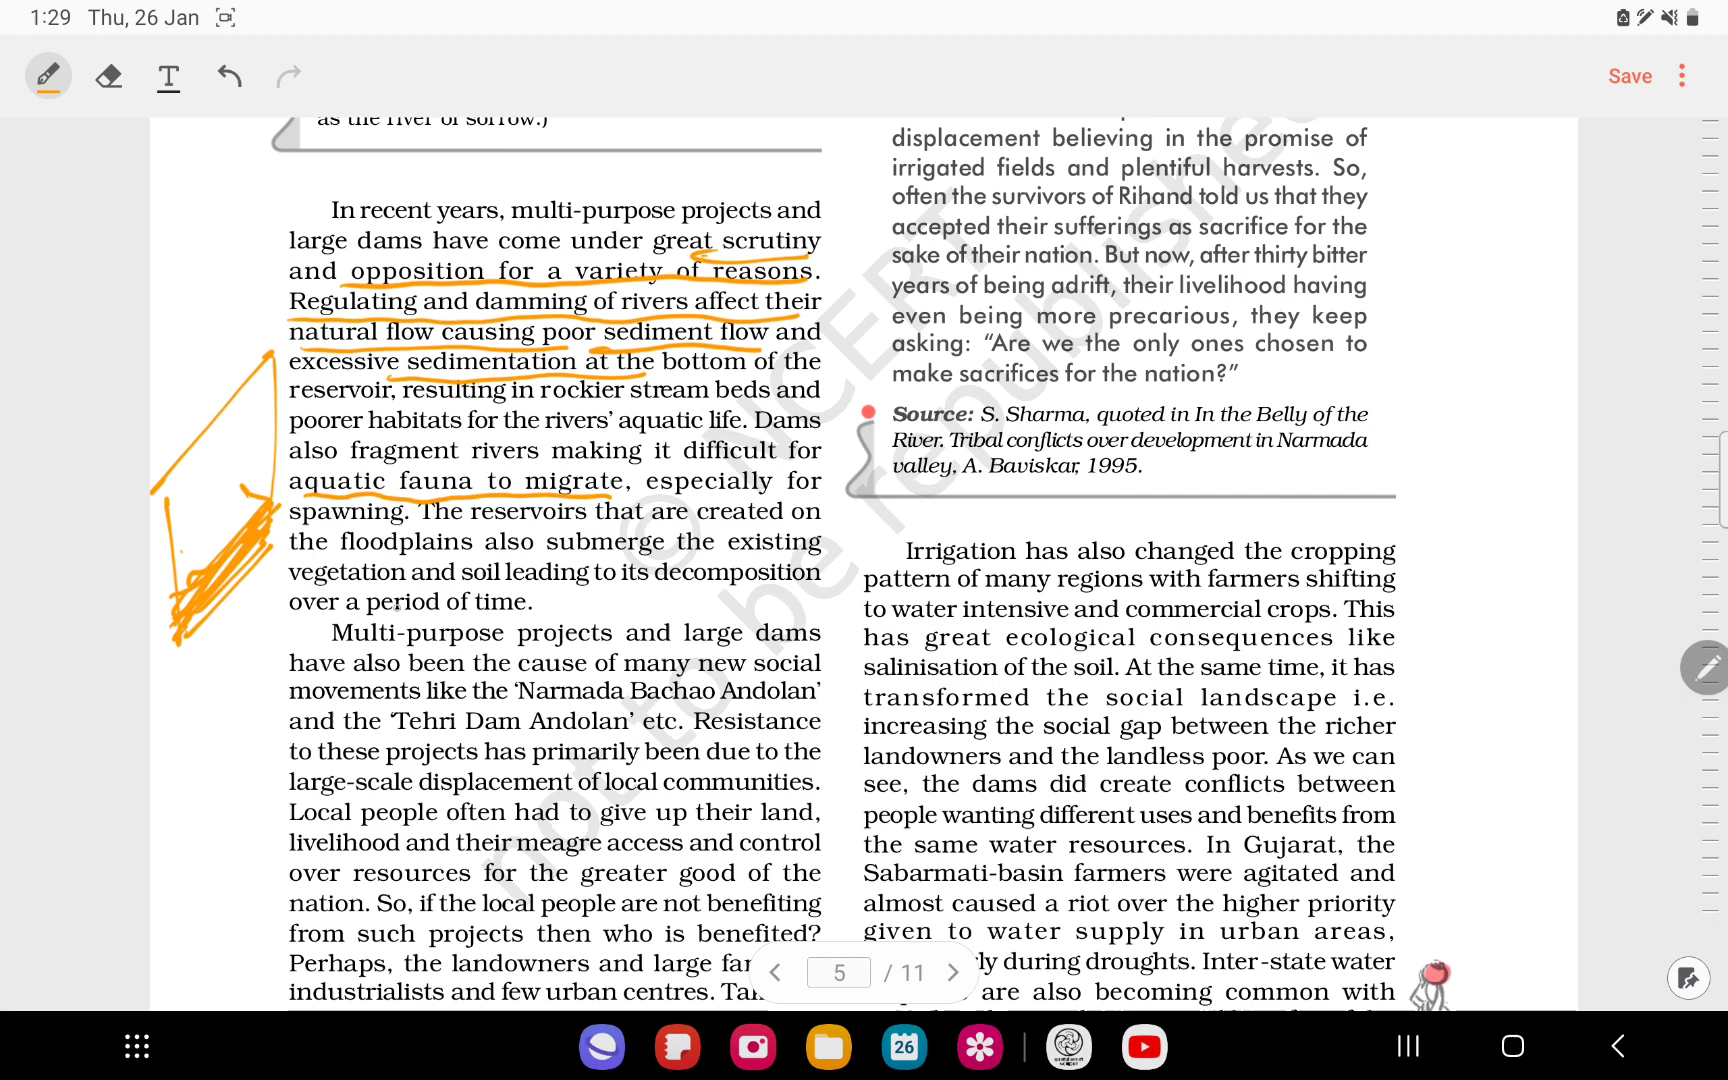 1:29 Thu, 26 Jan
Save
as the river of sorrow.)
In recent years, multi-purpose projects and
large dams have come under great scrutiny
and opposition for a variety of reasons.
Regulating and damming of rivers affect their
natural flow causing poor sediment flow and
excessive sedimentation at the bottom of the
reservoir, resulting in rockier stream beds and
poorer habitats for the rivers' aquatic life. Dams
also fragment rivers making it difficult for
aquatic fauna to migrate, especially for
spawning. The reservoirs that are created on
the floodplains also submerge the existing
vegetation and soil leading to its decomposition
over a period of time.
Multi-purpose projects and large dams
have also been the cause of many new social
movements like the ‘Narmada Bachao Andolan’
and the ‘Tehri Dam Andolan’ etc. Resistance
to these projects has primarily been due to the
large-scale displacement of local communities.
Local people often had to give up their land,
livelihood and their meagre access and control
over resources for the greater good of the
nation. So, if the local people are not benefiting
from such projects then who is benefited?
Perhaps, the landowners and large
industrialists and few urban centres.
displacement believing in the promise of
irrigated fields and plentiful harvests. So,
often the survivors of Rihand told us that they
accepted their sufferings as sacrifice for the
sake of their nation. But now, after thirty bitter
years of being adrift, their livelihood having
even being more precarious, they keep
asking: “Are we the only ones chosen to
make sacrifices for the nation?”
Source: S. Sharma, quoted in In the Belly of the
River. Tribal conflicts over development in Narmada
valley, A. Baviskar, 1995.
Irrigation has also changed the cropping
pattern of many regions with farmers shifting
to water intensive and commercial crops. This
has great ecological consequences like
salinisation of the soil. At the same time, it has
transformed the social landscape i.e.
increasing the social gap between the richer
landowners and the landless poor. As we can
see, the dams did create conflicts between
people wanting different uses and benefits from
the same water resources. In Gujarat, the
Sabarmati-basin farmers were agitated and
almost caused a riot over the higher priority
given to water supply in urban areas,
during droughts. Inter-state water
are also becoming common with
© NCERT
not to be republished
5 / 11
26